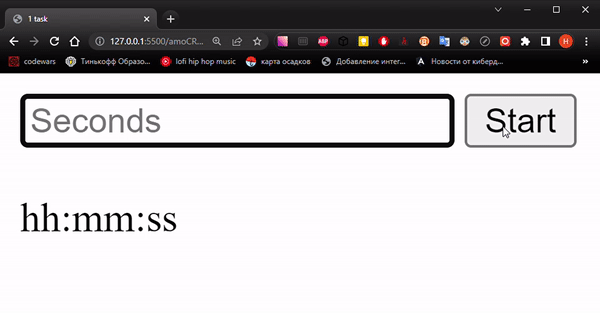 1 task
127.0.0.1:5500/amoCR...
codewars
Тинькофф Образо...
lofi hip hop music
карта осадков
Добавление интег...
Новости от киберд...
Seconds
Start
hh:mm:ss